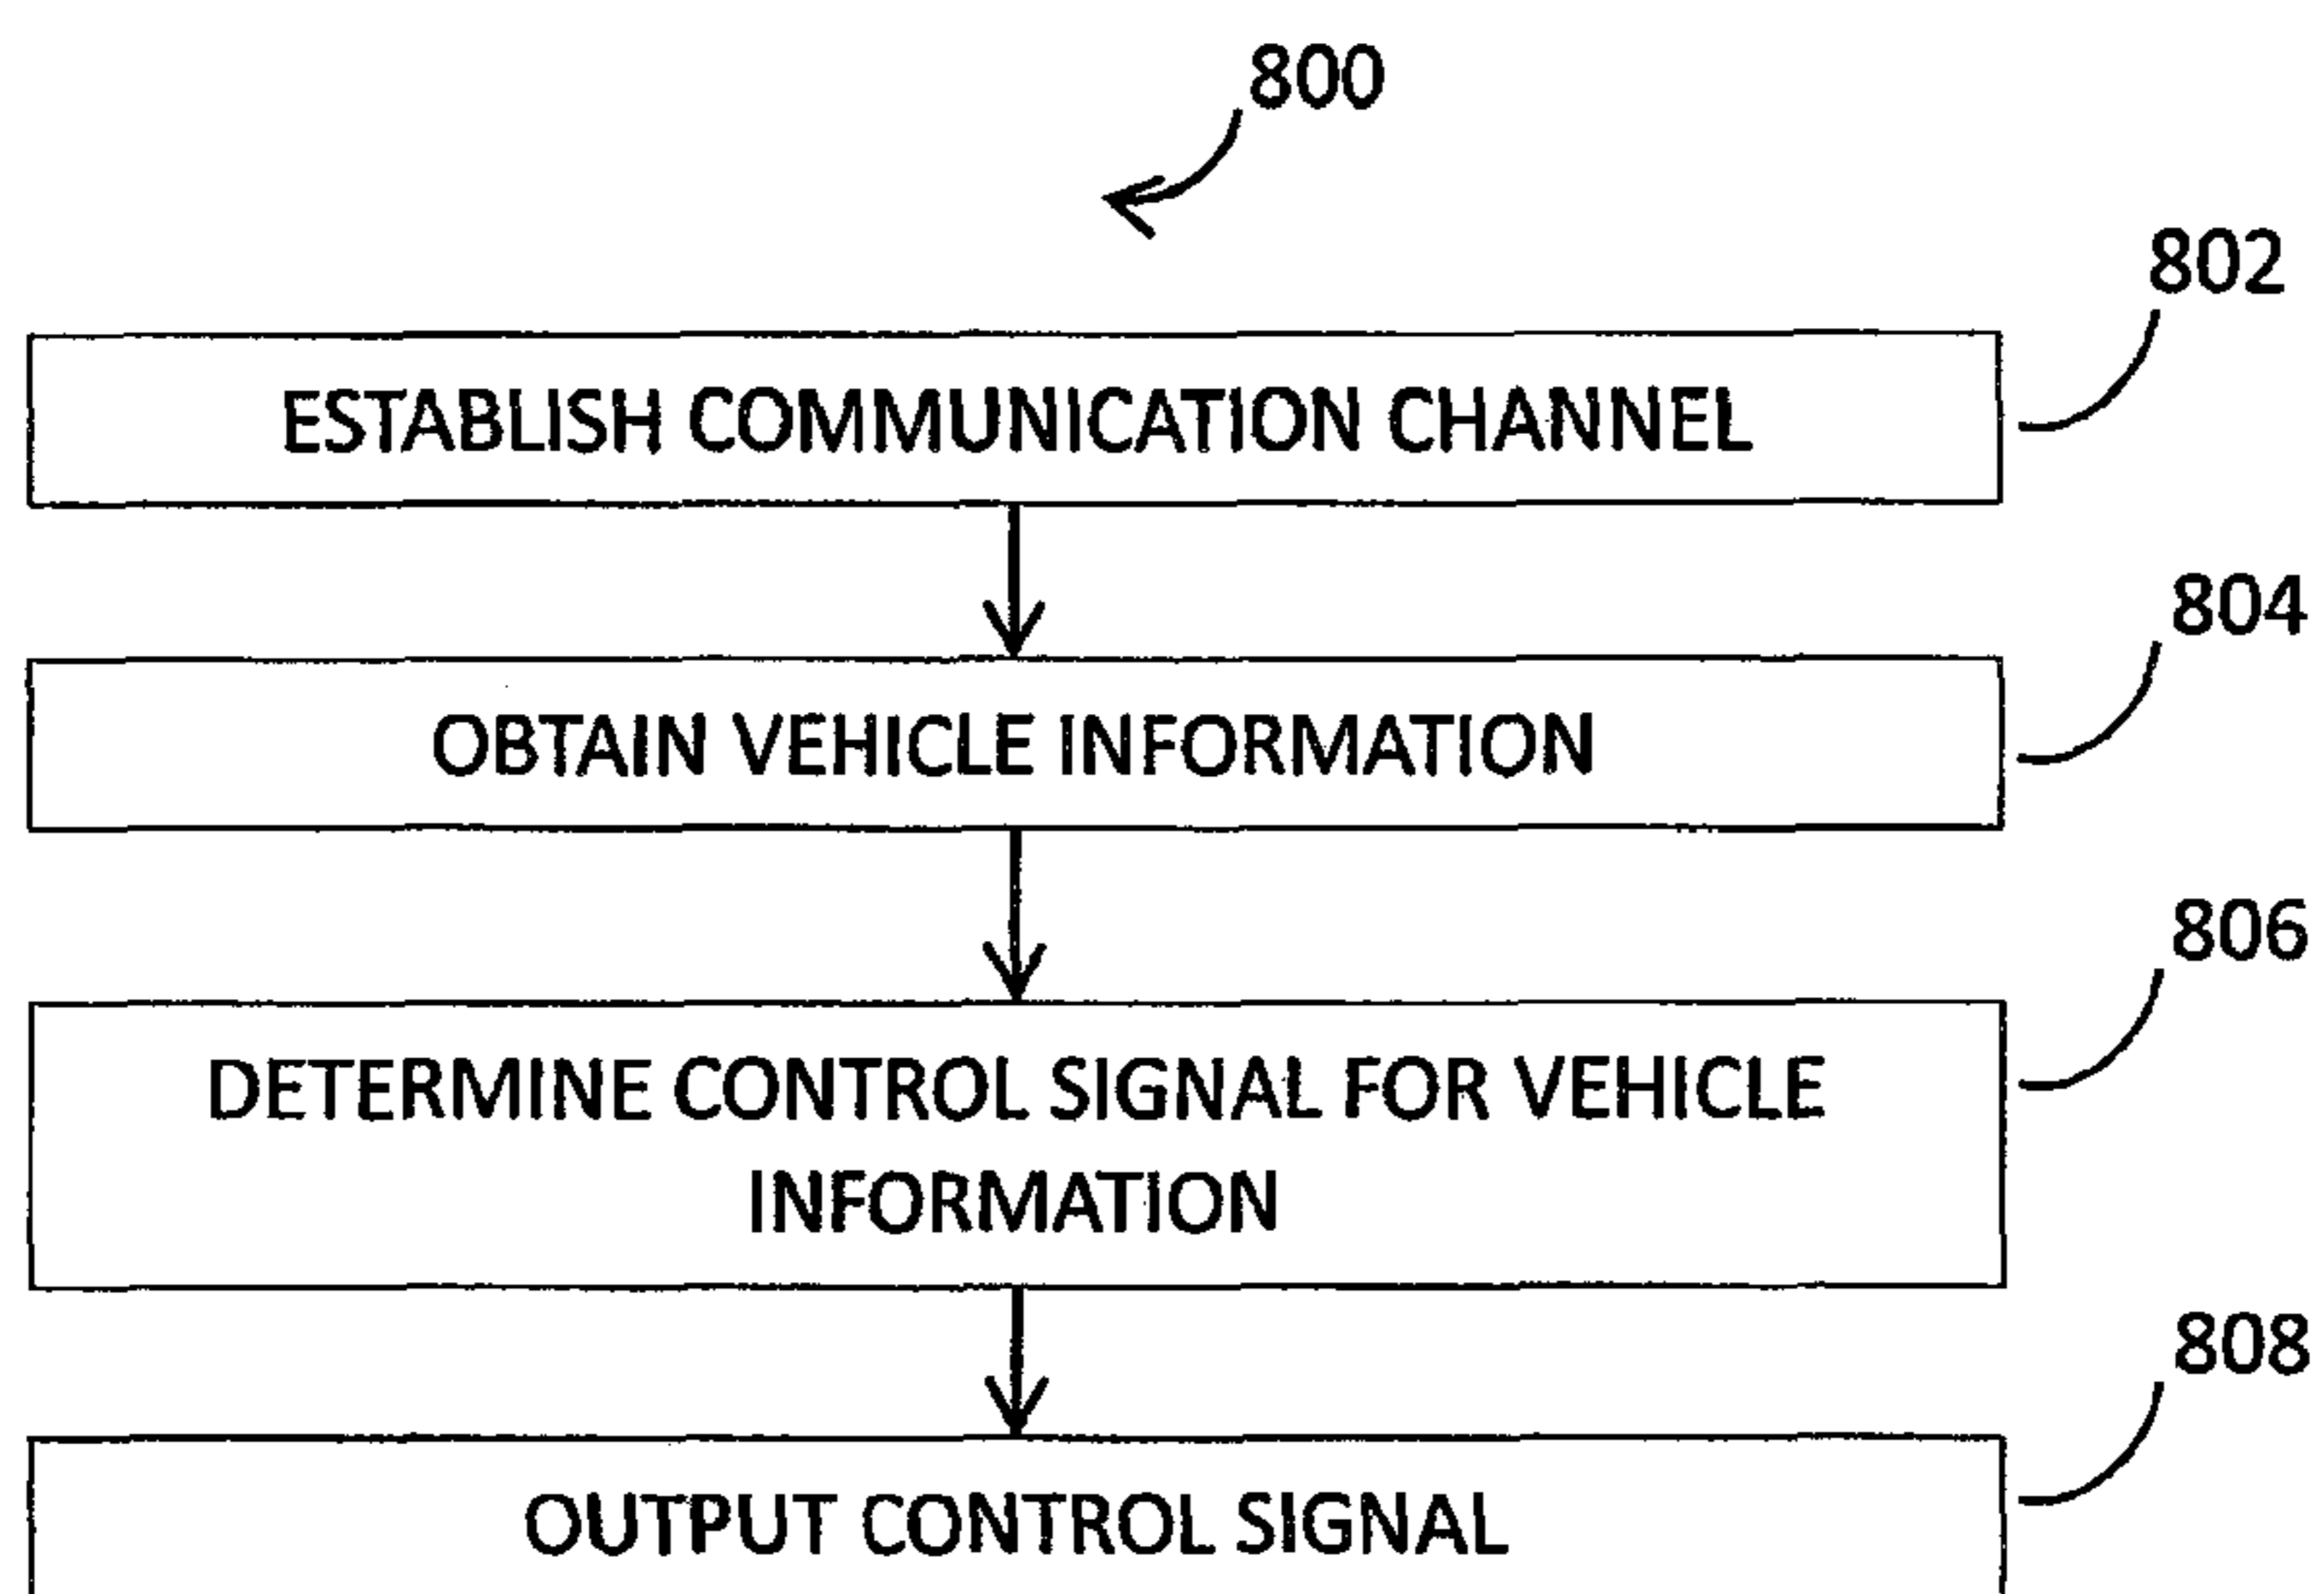 800
802
ESTABLISH COMMUNICATION CHANNEL
804
OBTAIN VEHICLE INFORMATION
806
DETERMINE CONTROL SIGNAL FOR VEHICLE
INFORMATION
808
OUTPUT CONTROL SIGNAL